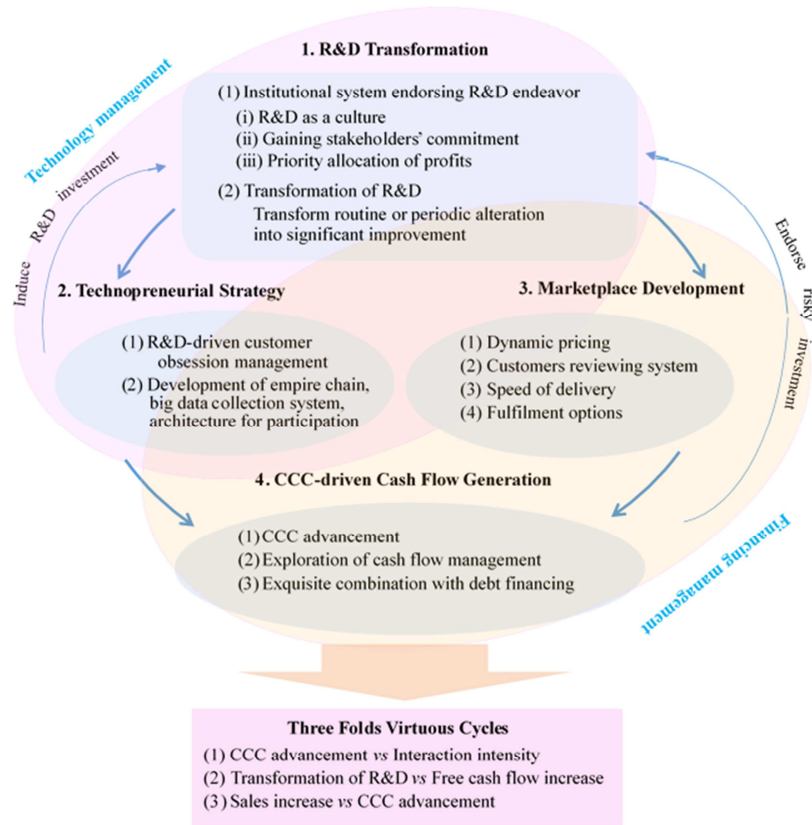 1. R&D Transformation
Technology management
(1) Institutional system endorsing R&D endeavor
(i) R&D as a culture
(ii) Gaining stakeholders' commitment
(iii) Priority allocation of profits
(2) Transformation of R&D
Transform routine or periodic alteration
into significant improvement
Induce R&D investment
Endorse risky investment
2. Technopreneurial Strategy
(1) R&D-driven customer
obsession management
(2) Development of empire chain,
big data collection system,
architecture for participation
3. Marketplace Development
(1) Dynamic pricing
(2) Customers reviewing system
(3) Speed of delivery
(4) Fulfilment options
4. CCC-driven Cash Flow Generation
(1) CCC advancement
(2) Exploration of cash flow management
(3) Exquisite combination with debt financing
Financing management
Three Folds Virtuous Cycles
(1) CCC advancement vs Interaction intensity
(2) Transformation of R&D vs Free cash flow increase
(3) Sales increase vs CCC advancement